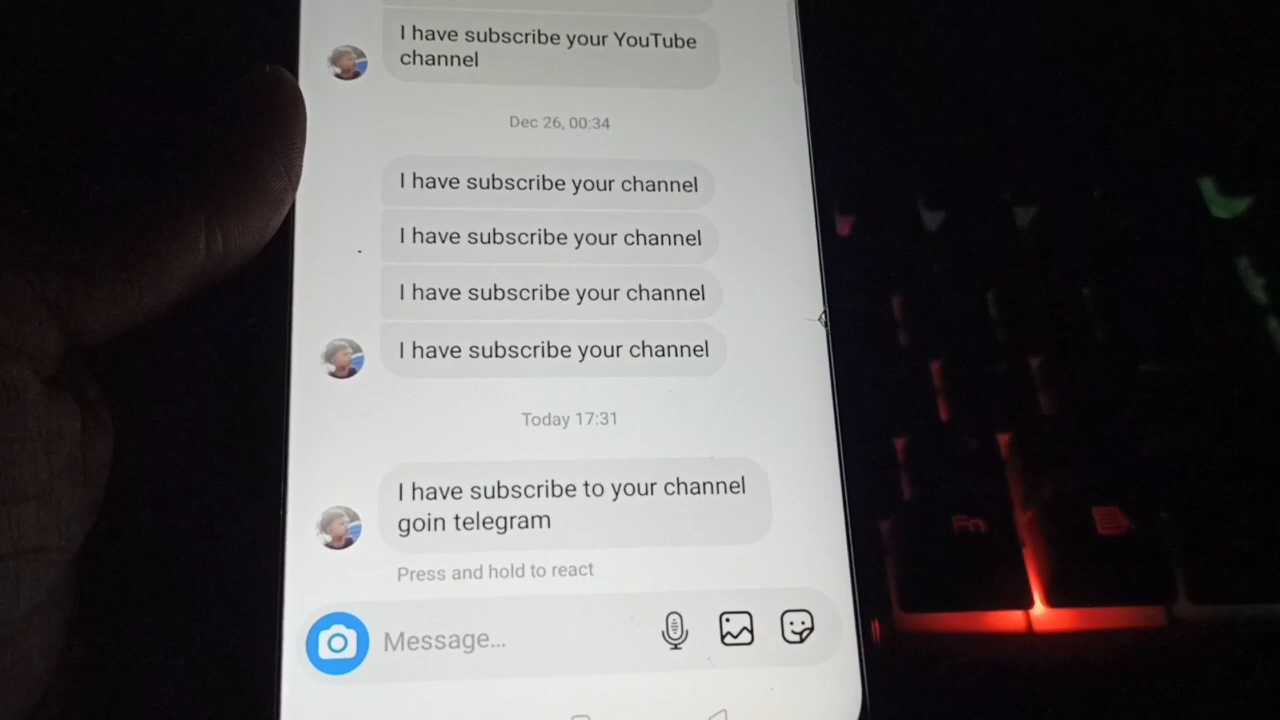 I have subscribe your YouTube
channel
Dec 26, 00:34
I have subscribe your channel
I have subscribe your channel
I have subscribe your channel
I have subscribe your channel
Today 17:31
I have subscribe to your channel
goin telegram
Press and hold to react
Message...
Fn